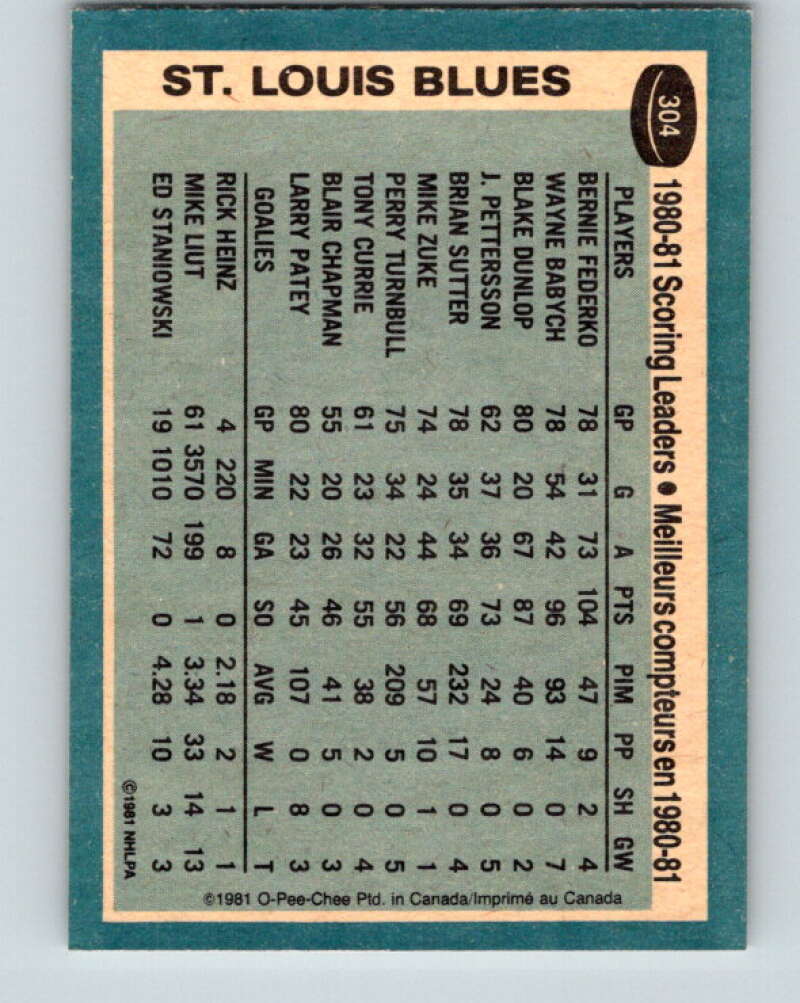 ST. LOUIS BLUES
304
1980-81 Scoring Leaders • Meilleurs compteurs en 1980-81
PLAYERS GP G A PTS PIM PP SH GW
BERNIE FEDERKO 78 31 73 104 47 9 2 4
WAYNE BABYCH 78 54 42 96 93 14 0 7
BLAKE DUNLOP 80 20 67 87 40 6 0 2
J. PETTERSSON 62 37 36 73 24 8 0 5
BRIAN SUTTER 78 35 34 69 232 17 0 4
MIKE ZUKE 74 24 44 68 57 10 1 1
PERRY TURNBULL 75 34 22 56 209 5 0 5
TONY CURRIE 61 23 32 55 38 2 0 4
BLAIR CHAPMAN 55 20 26 46 41 5 0 3
LARRY PATEY 80 22 23 45 107 0 8 3
GOALIES GP MIN GA SO AVG W L T
RICK HEINZ 4 220 8 0 2.18 2 1 1
MIKE LIUT 61 3570 199 1 3.34 33 14 13
ED STANIOWSKI 19 1010 72 0 4.28 10 3 3
©1981 NHLPA
©1981 O-Pee-Chee Ptd. in Canada/Imprimé au Canada